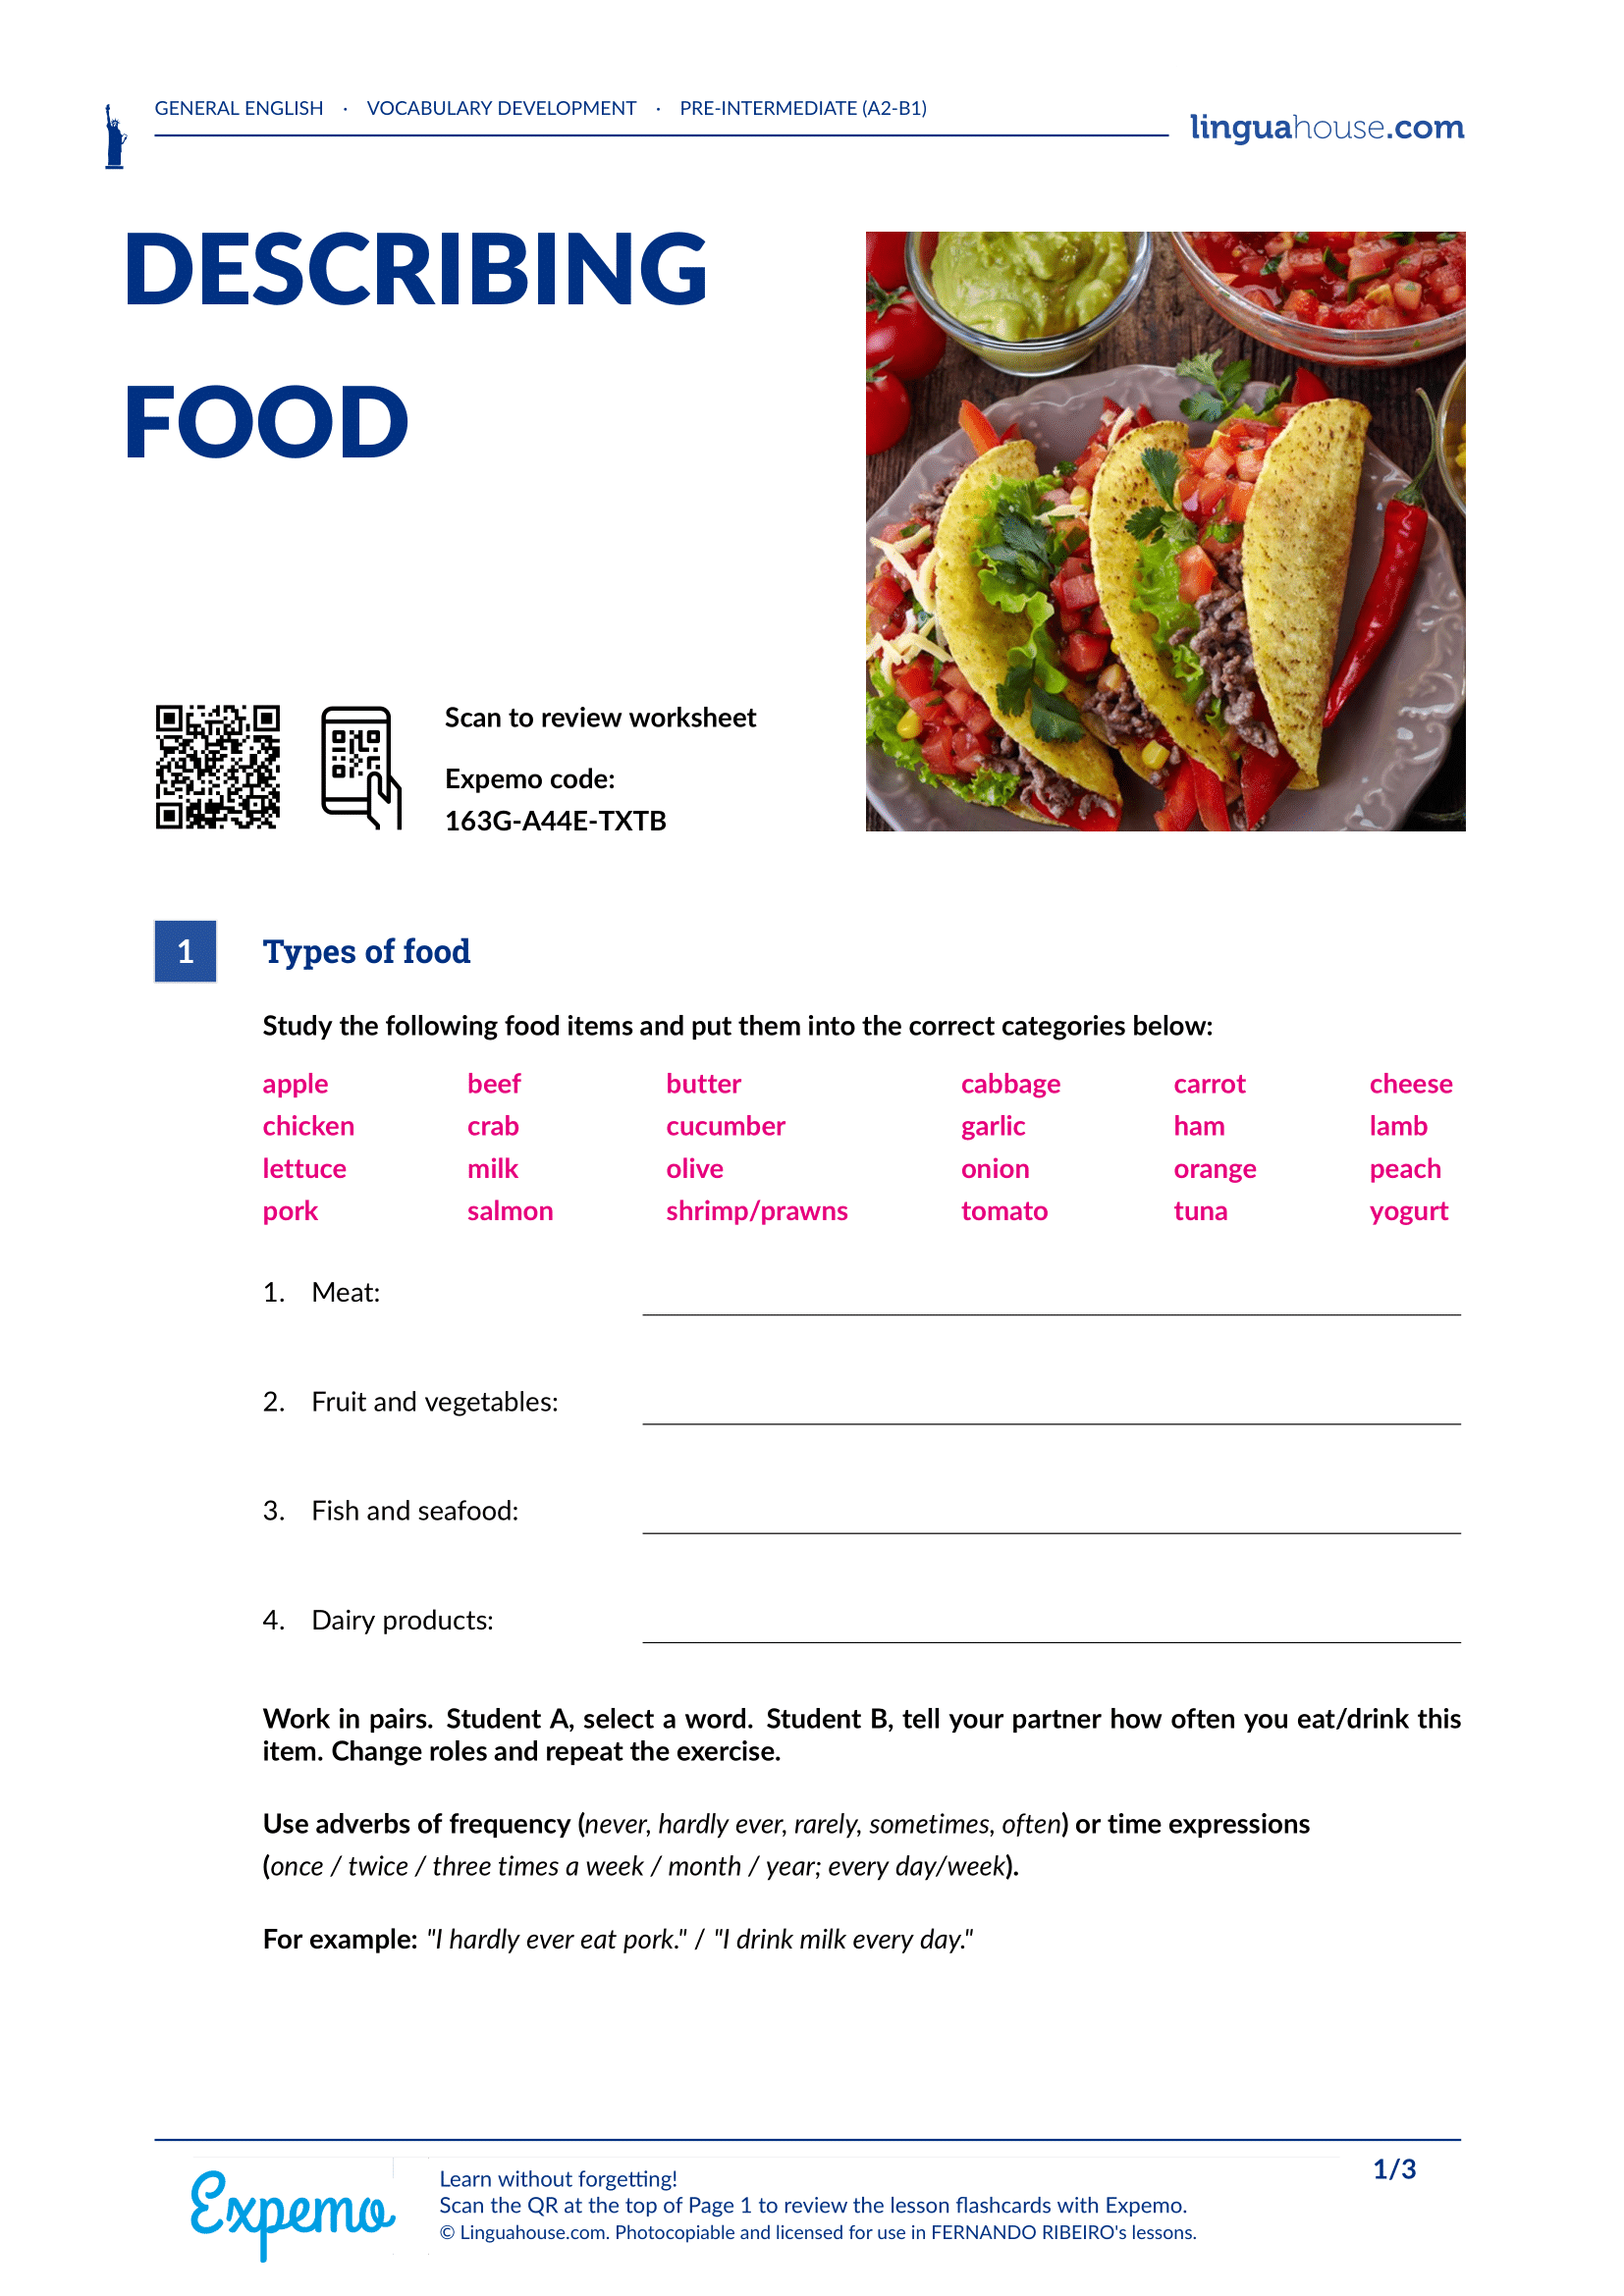 GENERAL ENGLISH · VOCABULARY DEVELOPMENT · PRE-INTERMEDIATE (A2-B1)
linguahouse.com
DESCRIBING
FOOD
Scan to review worksheet
Expemo code:
163G-A44E-TXTB
1 Types of food
Study the following food items and put them into the correct categories below:
apple beef butter cabbage carrot cheese
chicken crab cucumber garlic ham lamb
lettuce milk olive onion orange peach
pork salmon shrimp/prawns tomato tuna yogurt
1. Meat:
2. Fruit and vegetables:
3. Fish and seafood:
4. Dairy products:
Work in pairs. Student A, select a word. Student B, tell your partner how often you eat/drink this
item. Change roles and repeat the exercise.
Use adverbs of frequency (never, hardly ever, rarely, sometimes, often) or time expressions
(once / twice / three times a week / month / year; every day/week).
For example: "I hardly ever eat pork." / "I drink milk every day."
Expemo
Learn without forgetting!
Scan the QR at the top of Page 1 to review the lesson flashcards with Expemo.
© Linguahouse.com. Photocopiable and licensed for use in FERNANDO RIBEIRO's lessons.
1/3